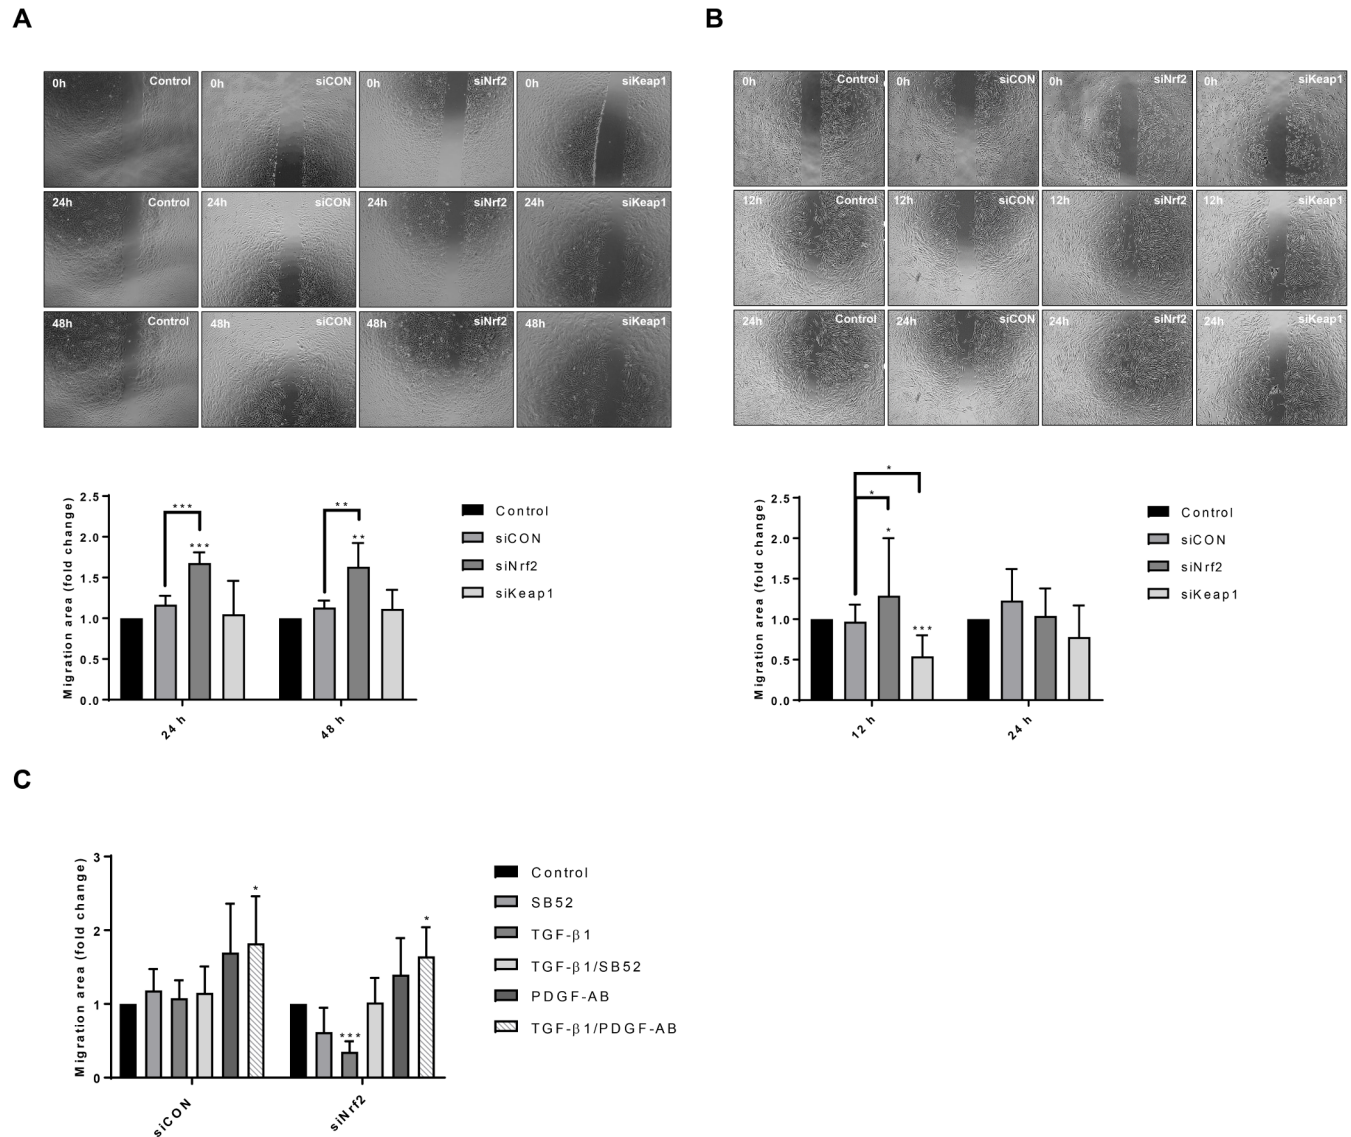 A
B
0h Control 0h siCON 0h siNrf2 0h siKeap1
24h Control 24h siCON 24h siNrf2 24h siKeap1
48h Control 48h siCON 48h siNrf2 48h siKeap1
0h Control 0h siCON 0h siNrf2 0h siKeap1
12h Control 12h siCON 12h siNrf2 12h siKeap1
24h Control 24h siCON 24h siNrf2 24h siKeap1
Migration area (fold change)
2.5
2.0
1.5
1.0
0.5
0.0
***
***
**
**
24 h
48 h
Control
siCON
siNrf2
siKeap1
Migration area (fold change)
2.5
2.0
1.5
1.0
0.5
0.0
*
*
*
***
12 h
24 h
Control
siCON
siNrf2
siKeap1
C
Migration area (fold change)
3
2
1
0
*
***
*
siCON
siNrf2
Control
SB52
TGF-β1
TGF-β1/SB52
PDGF-AB
TGF-β1/PDGF-AB